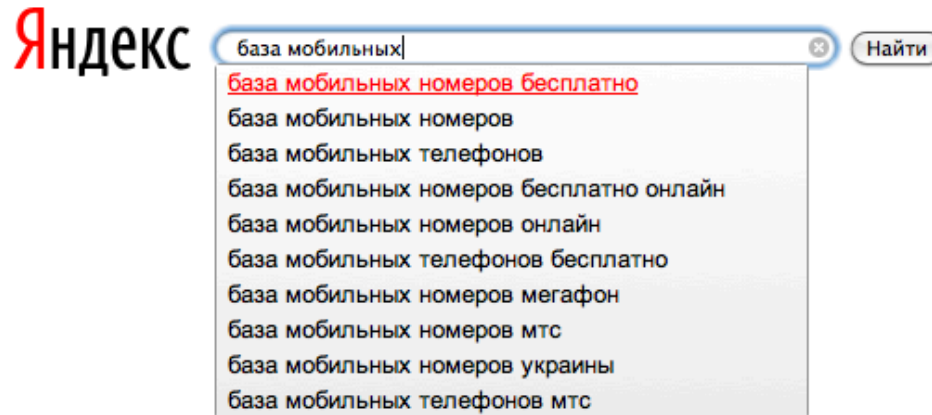 Яндекс
база мобильных
Найти
база мобильных номеров бесплатно
база мобильных номеров
база мобильных телефонов
база мобильных номеров бесплатно онлайн
база мобильных номеров онлайн
база мобильных телефонов бесплатно
база мобильных номеров мегафон
база мобильных номеров мтс
база мобильных номеров украины
база мобильных телефонов мтс